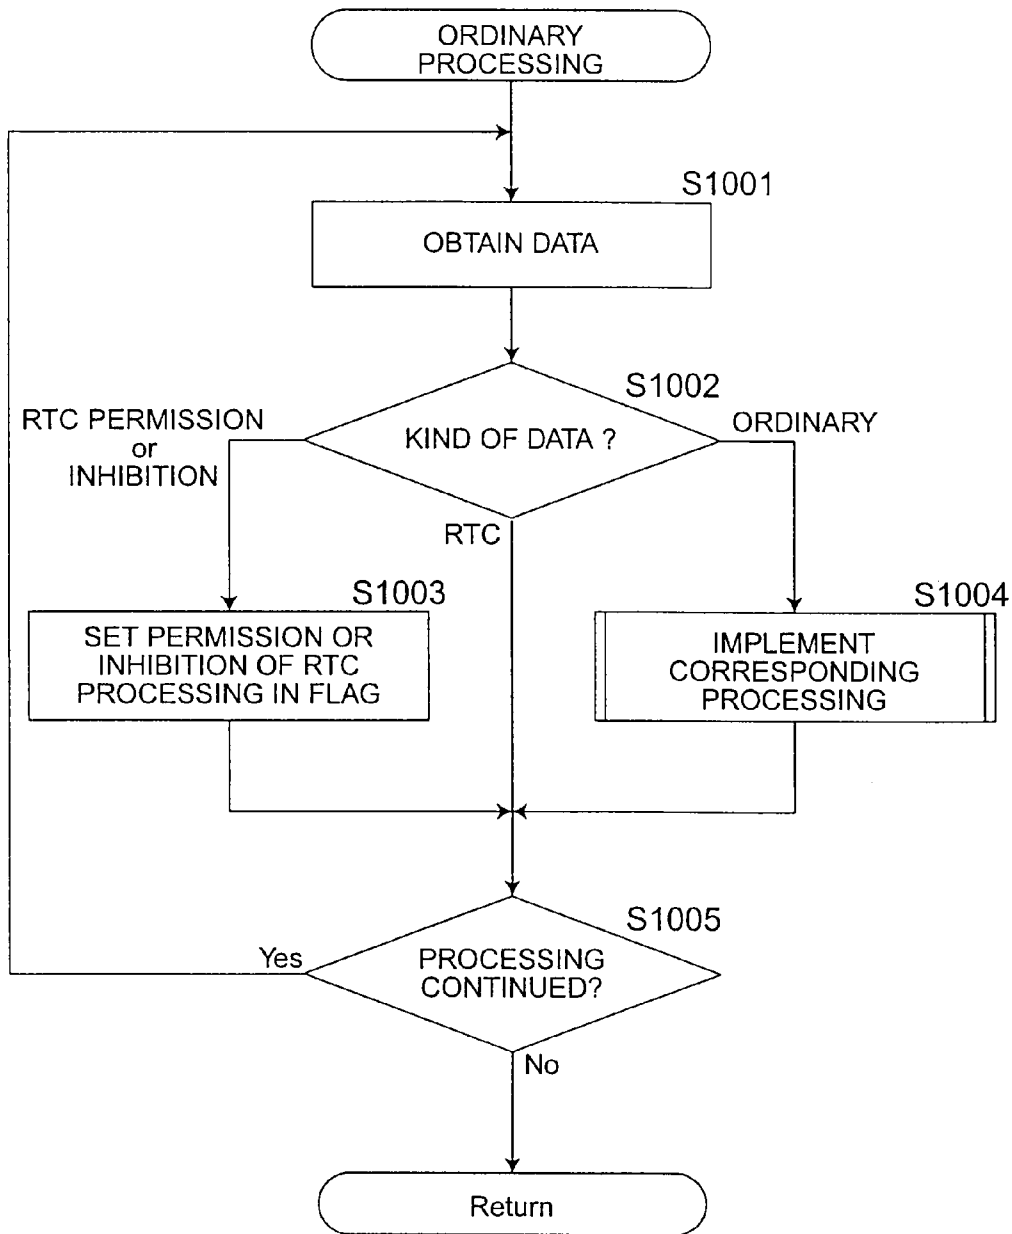 ORDINARY
PROCESSING
S1001
OBTAIN DATA
S1002
KIND OF DATA ?
RTC PERMISSION
or
INHIBITION
ORDINARY
RTC
S1003
SET PERMISSION OR
INHIBITION OF RTC
PROCESSING IN FLAG
S1004
IMPLEMENT
CORRESPONDING
PROCESSING
S1005
PROCESSING
CONTINUED?
Yes
No
Return